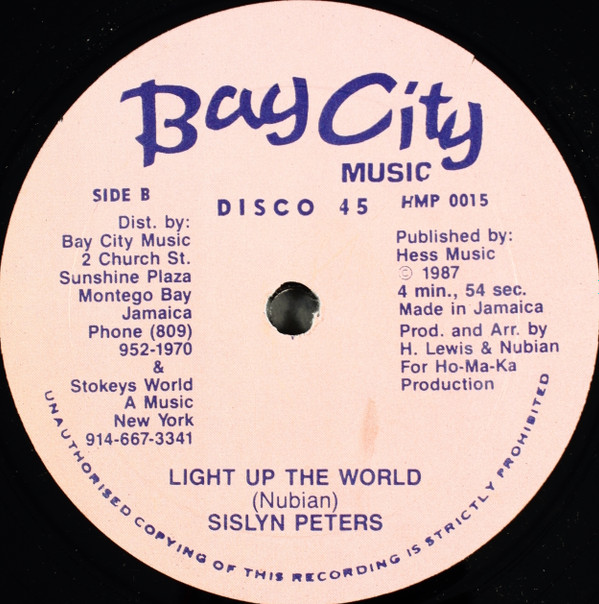 Bay City
MUSIC
SIDE B
DISCO 45
HMP 0015
Dist. by:
Bay City Music
2 Church St.
Sunshine Plaza
Montego Bay
Jamaica
Phone (809)
952-1970
&
Stokeys World
A Music
New York
914-667-3341
Published by:
Hess Music
© 1987
4 min., 54 sec.
Made in Jamaica
Prod. and Arr. by
H. Lewis & Nubian
For Ho-Ma-Ka
Production
LIGHT UP THE WORLD
(Nubian)
SISLYN PETERS
UNAUTHORISED COPYING OF THIS RECORDING IS STRICTLY PROHIBITED